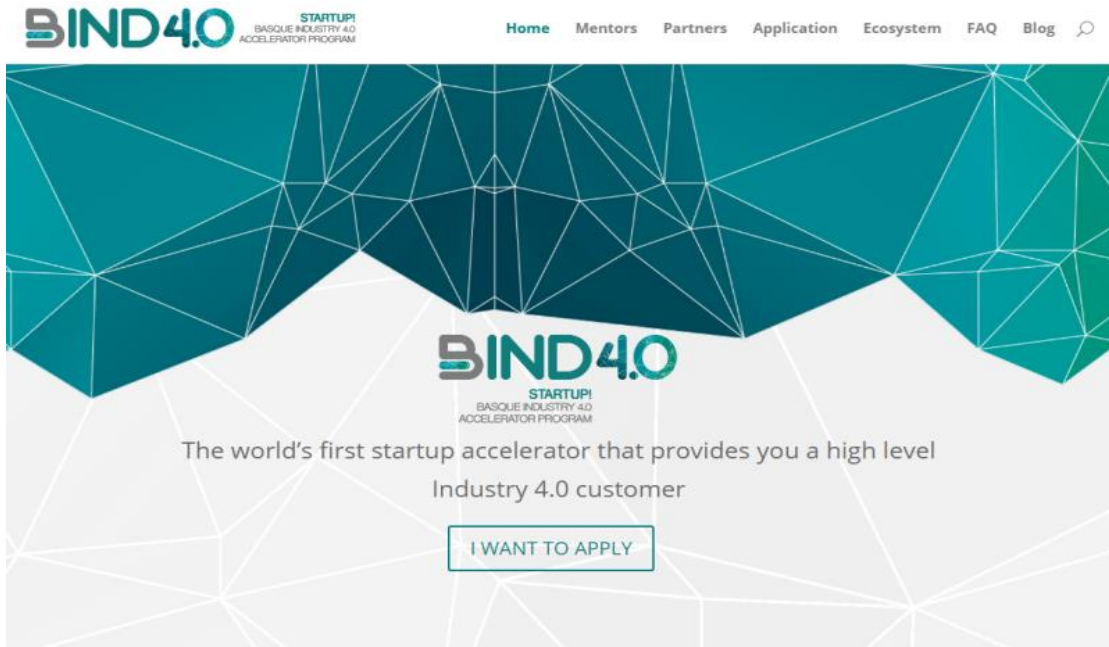 BIND4.0
STARTUP!
BASQUE INDUSTRY 4.0
ACCELERATOR PROGRAM
Home Mentors Partners Application Ecosystem FAQ Blog
BIND4.0
STARTUP!
BASQUE INDUSTRY 4.0
ACCELERATOR PROGRAM
The world’s first startup accelerator that provides you a high level
Industry 4.0 customer
I WANT TO APPLY